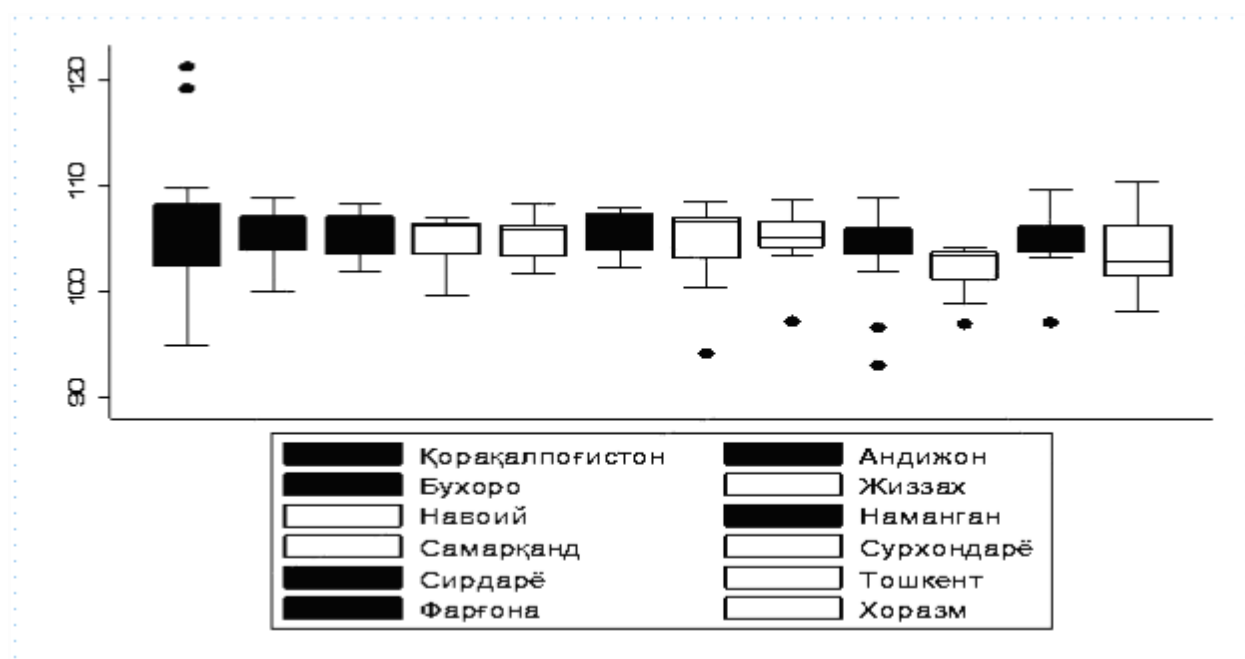 120
110
100
90
Қорақалпоғистон Андижон
Бухоро Жиззах
Навоий Наманган
Самарқанд Сурхондарё
Сирдарё Тошкент
Фарғона Хоразм